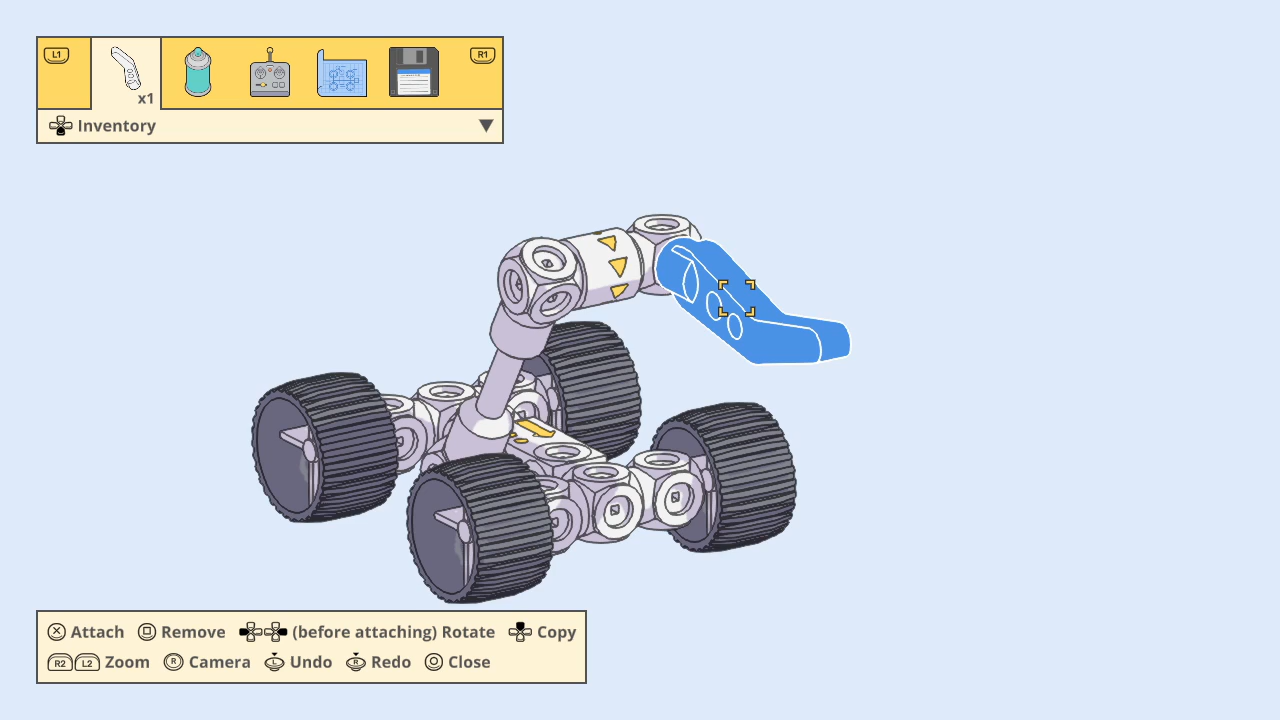 L1
R1
x1
Inventory
Attach Remove (before attaching) Rotate Copy
R2 L2 Zoom R Camera L Undo R Redo Close